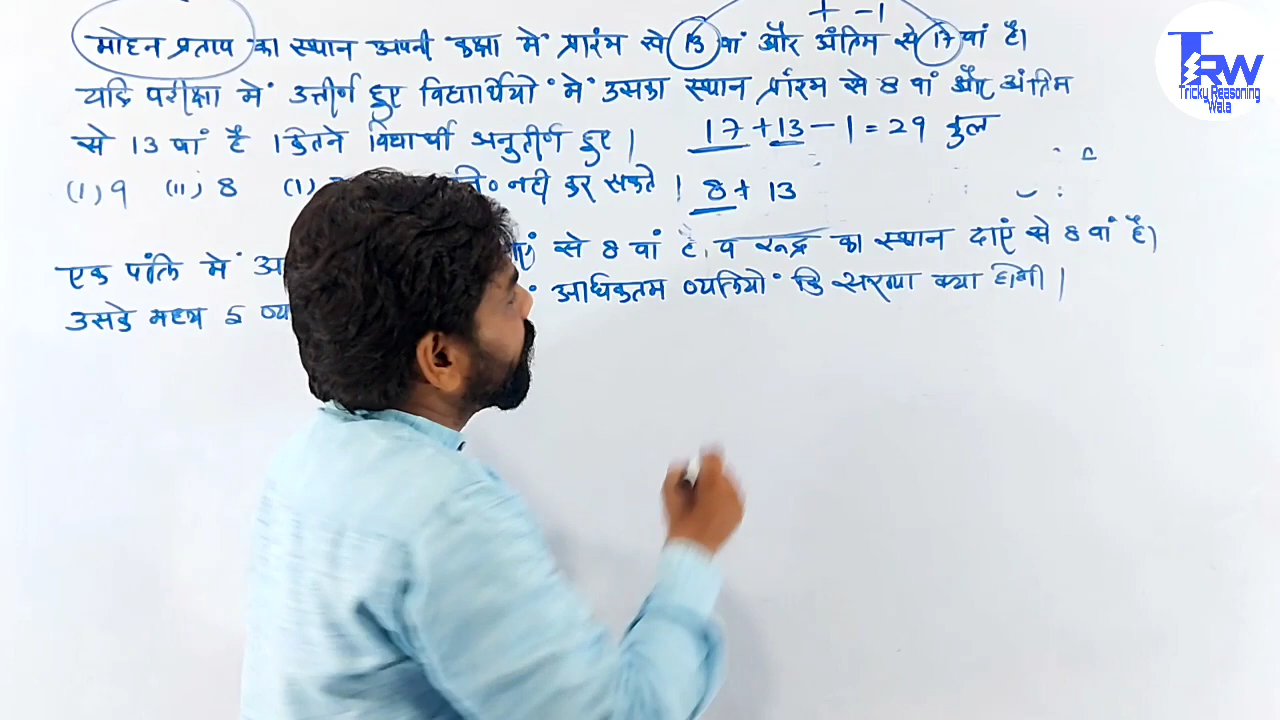 + -1
मोहन प्रताप का स्थान अपनी कक्षा में प्रारंभ से 13 वां और अंतिम से 17 वां है।
यदि परीक्षा में उत्तीर्ण हुए विद्यार्थियों में उसका स्थान प्रारंभ से 8 वां और अंतिम
से 13 वां है । कितने विद्यार्थी अनुतीर्ण हुए । 17 + 13 - 1 = 29 कुल
(I) 9 (II) 8 (I) नही कर सकते । 8 + 13
एक पंक्ति में से 8 वां है, व रूद्र का स्थान दाएं से 8 वां है।
उसके मध्य 5 अधिकतम व्यक्तियों कि संख्या क्या होगी ।
TRW
Tricky Reasoning
Wala